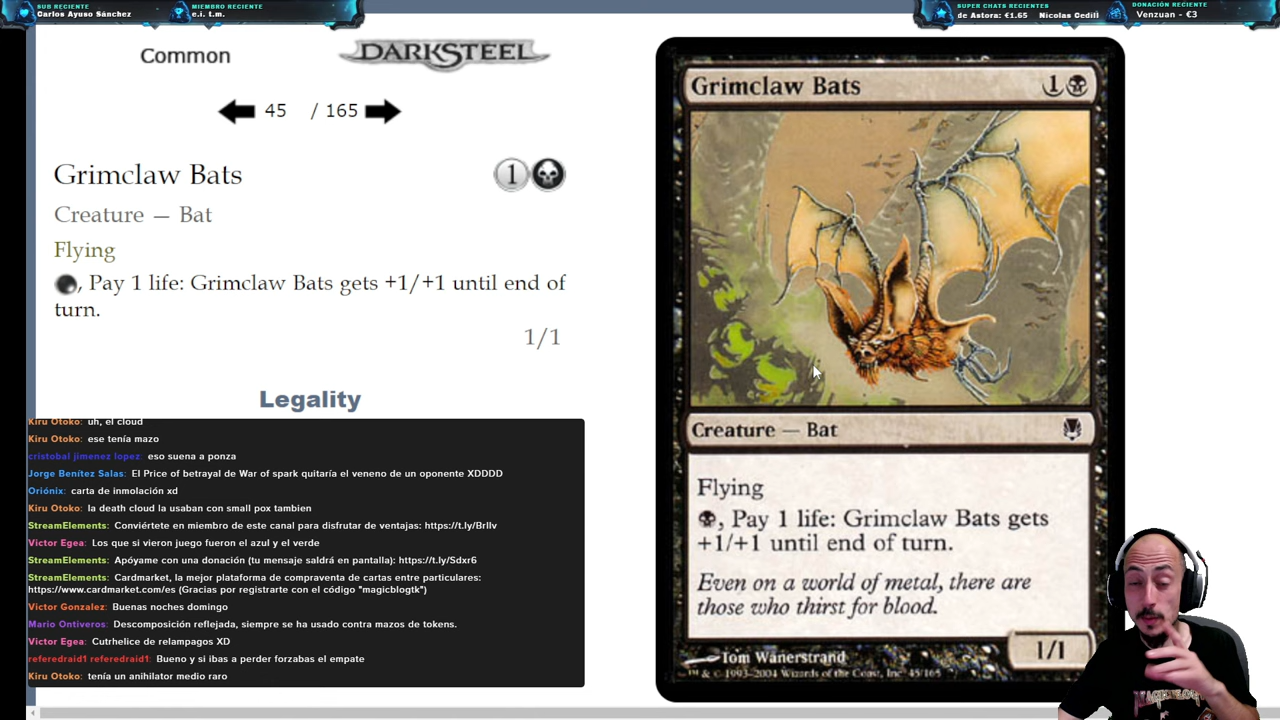 SUB RECIENTE
Carlos Ayuso Sánchez
MIEMBRO RECIENTE
e.i. t.m.
SUPER CHATS RECIENTES
de Astora: €1.65 Nicolas Cedill
DONACIÓN RECIENTE
Venzuan - €3
Common
DARKSTEEL
45 / 165
Grimclaw Bats 1
Creature — Bat
Flying
, Pay 1 life: Grimclaw Bats gets +1/+1 until end of
turn.
1/1
Legality
Kiru Otoko: uh, el cloud
Kiru Otoko: ese tenía mazo
cristobal jimenez lopez: eso suena a ponza
Jorge Benítez Salas: El Price of betrayal de War of spark quitaría el veneno de un oponente XDDDD
Oriónix: carta de inmolación xd
Kiru Otoko: la death cloud la usaban con small pox tambien
StreamElements: Conviértete en miembro de este canal para disfrutar de ventajas: https://t.ly/Brllv
Victor Egea: Los que si vieron juego fueron el azul y el verde
StreamElements: Apóyame con una donación (tu mensaje saldrá en pantalla): https://t.ly/Sdxr6
StreamElements: Cardmarket, la mejor plataforma de compraventa de cartas entre particulares:
https://www.cardmarket.com/es (Gracias por registrarte con el código "magicblogtk")
Victor Gonzalez: Buenas noches domingo
Mario Ontiveros: Descomposición reflejada, siempre se ha usado contra mazos de tokens.
Victor Egea: Cutrhelice de relampagos XD
referedraid1 referedraid1: Bueno y si ibas a perder forzabas el empate
Kiru Otoko: tenía un anihilator medio raro
Grimclaw Bats 1
Creature — Bat
Flying
, Pay 1 life: Grimclaw Bats gets
+1/+1 until end of turn.
Even on a world of metal, there are
those who thirst for blood.
1/1
Tom Wänerstrand
™ & © 1993–2004 Wizards of the Coast, Inc. 45/165